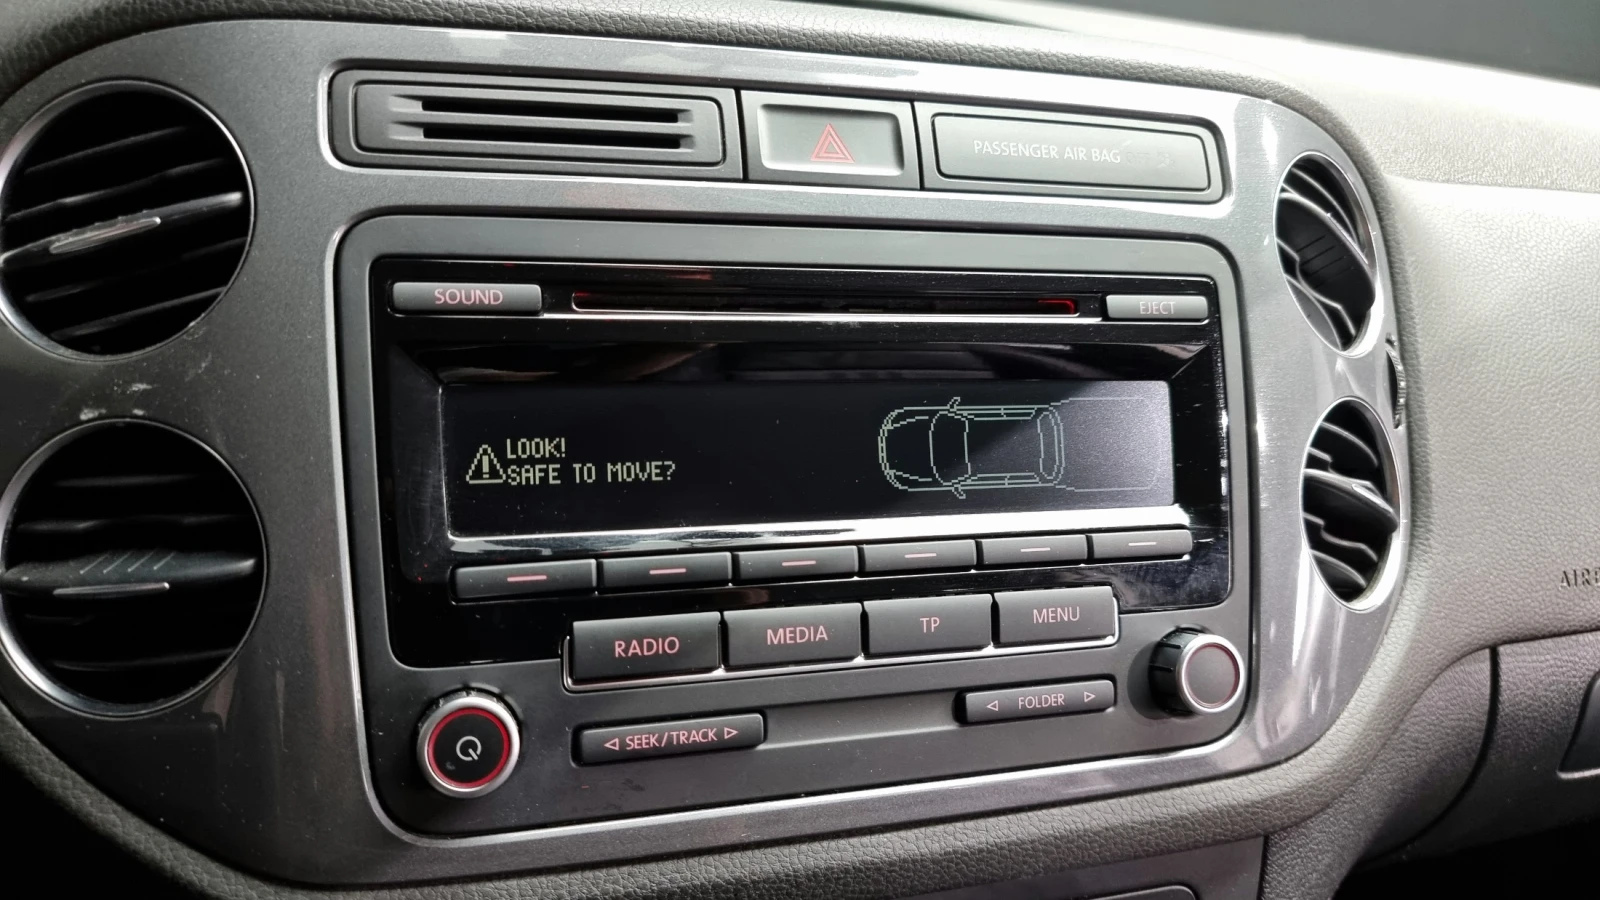 PASSENGER AIR BAG
SOUND
EJECT
LOOK!
SAFE TO MOVE?
RADIO
MEDIA
TP
MENU
SEEK/TRACK
FOLDER